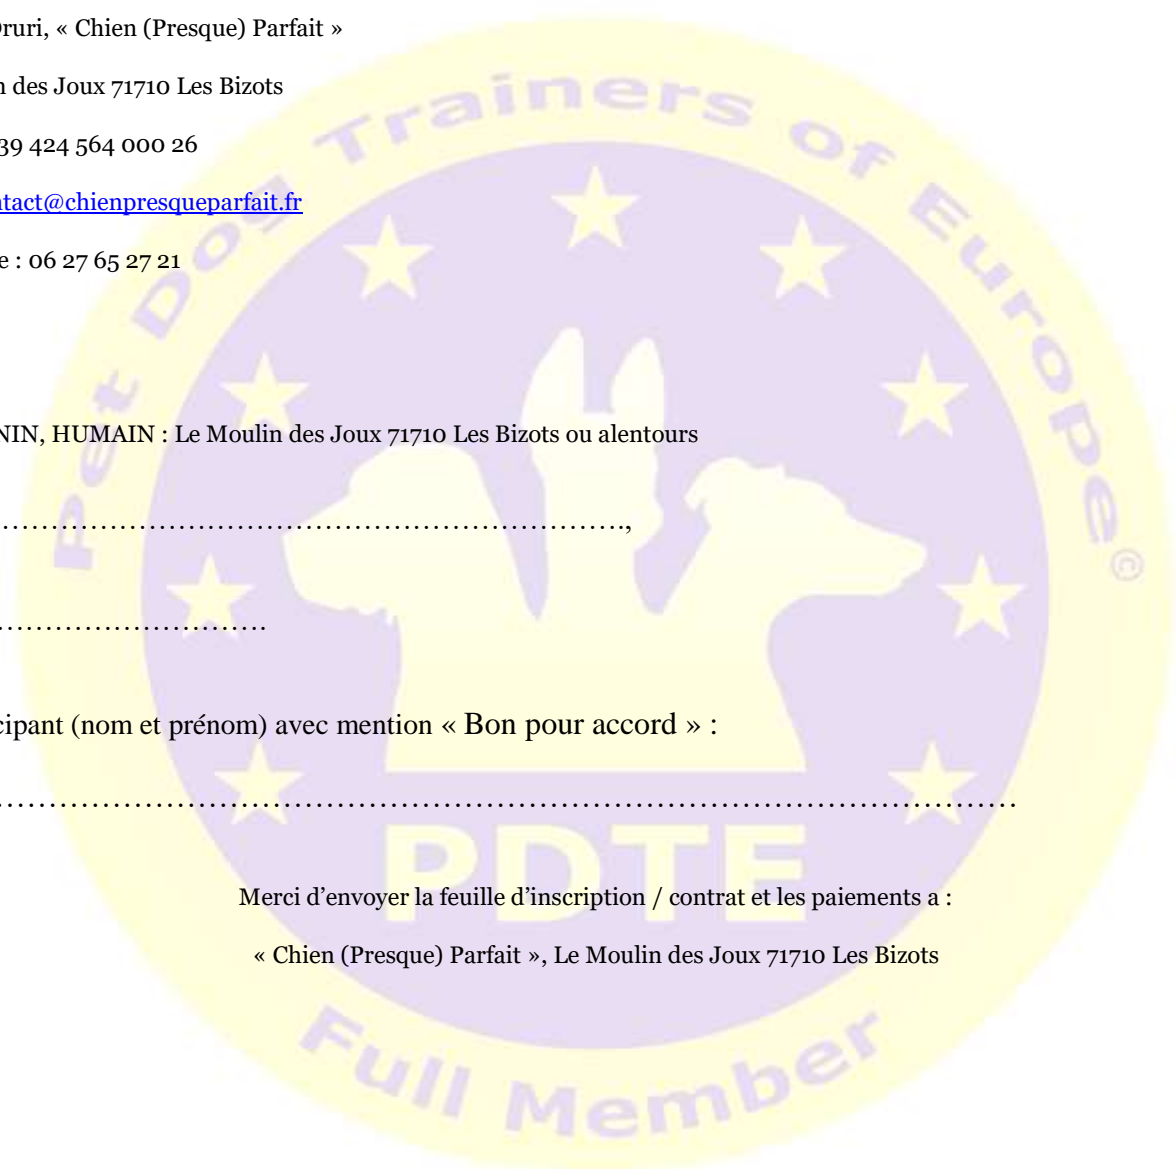 ruri, « Chien (Presque) Parfait »
des Joux 71710 Les Bizots
39 424 564 000 26
ntact@chienpresqueparfait.fr
e : 06 27 65 27 21
NIN, HUMAIN : Le Moulin des Joux 71710 Les Bizots ou alentours
…………………………………………………………….,
…………………………….
cipant (nom et prénom) avec mention « Bon pour accord » :
………………………………………………………………………………………………
Merci d’envoyer la feuille d’inscription / contrat et les paiements a :
« Chien (Presque) Parfait », Le Moulin des Joux 71710 Les Bizots
Pet Dog Trainers of Europe©
PDTE
Full Member